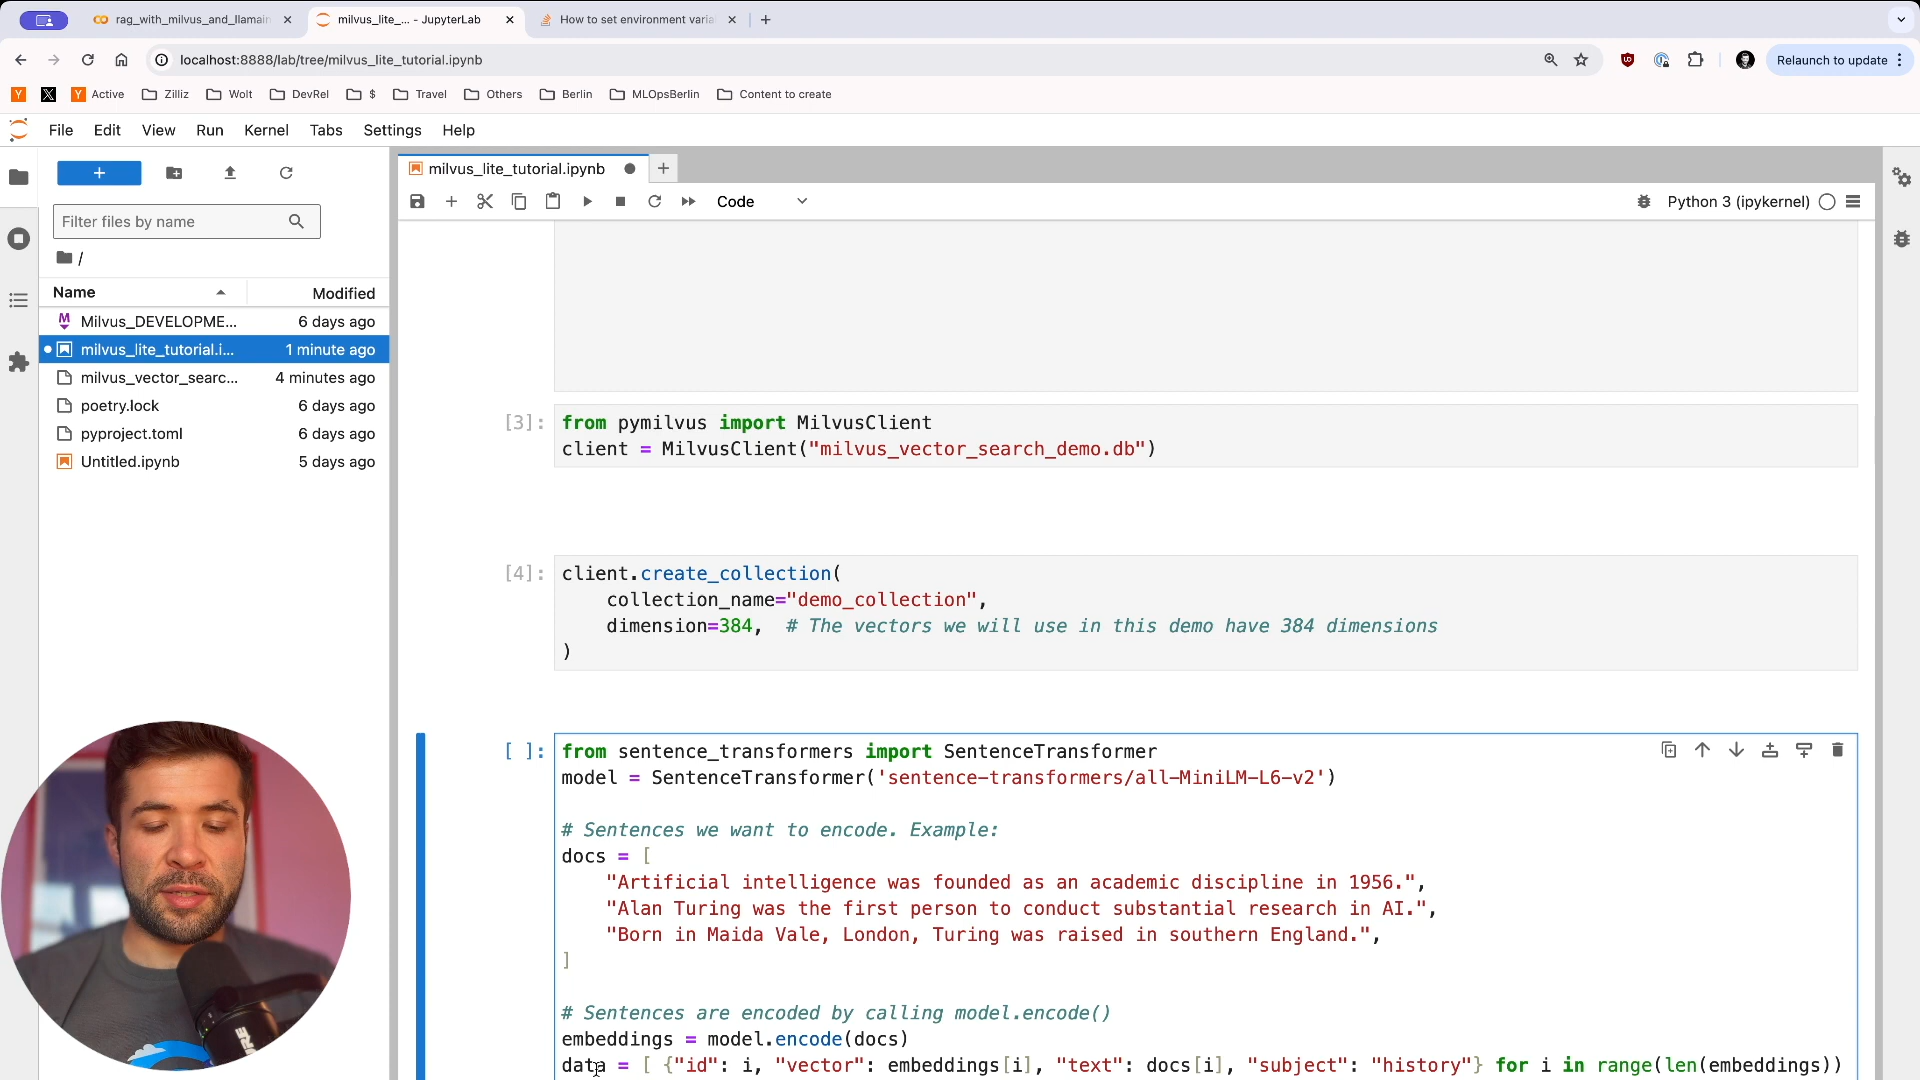 rag_with_milvus_and_llamain
milvus_lite_... - JupyterLab
How to set environment varia
localhost:8888/lab/tree/milvus_lite_tutorial.ipynb
Relaunch to update
Y
X
Y Active
Zilliz
Wolt
DevRel
$
Travel
Others
Berlin
MLOpsBerlin
Content to create
File Edit View Run Kernel Tabs Settings Help
milvus_lite_tutorial.ipynb
Code
Python 3 (ipykernel)
Filter files by name
/
Name Modified
Milvus_DEVELOPME... 6 days ago
milvus_lite_tutorial.i... 1 minute ago
milvus_vector_searc... 4 minutes ago
poetry.lock 6 days ago
pyproject.toml 6 days ago
Untitled.ipynb 5 days ago
[3]: from pymilvus import MilvusClient
client = MilvusClient("milvus_vector_search_demo.db")
[4]: client.create_collection(
collection_name="demo_collection",
dimension=384,  # The vectors we will use in this demo have 384 dimensions
)
[ ]: from sentence_transformers import SentenceTransformer
model = SentenceTransformer('sentence-transformers/all-MiniLM-L6-v2')
# Sentences we want to encode. Example:
docs = [
"Artificial intelligence was founded as an academic discipline in 1956.",
"Alan Turing was the first person to conduct substantial research in AI.",
"Born in Maida Vale, London, Turing was raised in southern England.",
]
# Sentences are encoded by calling model.encode()
embeddings = model.encode(docs)
data = [ {"id": i, "vector": embeddings[i], "text": docs[i], "subject": "history"} for i in range(len(embeddings))